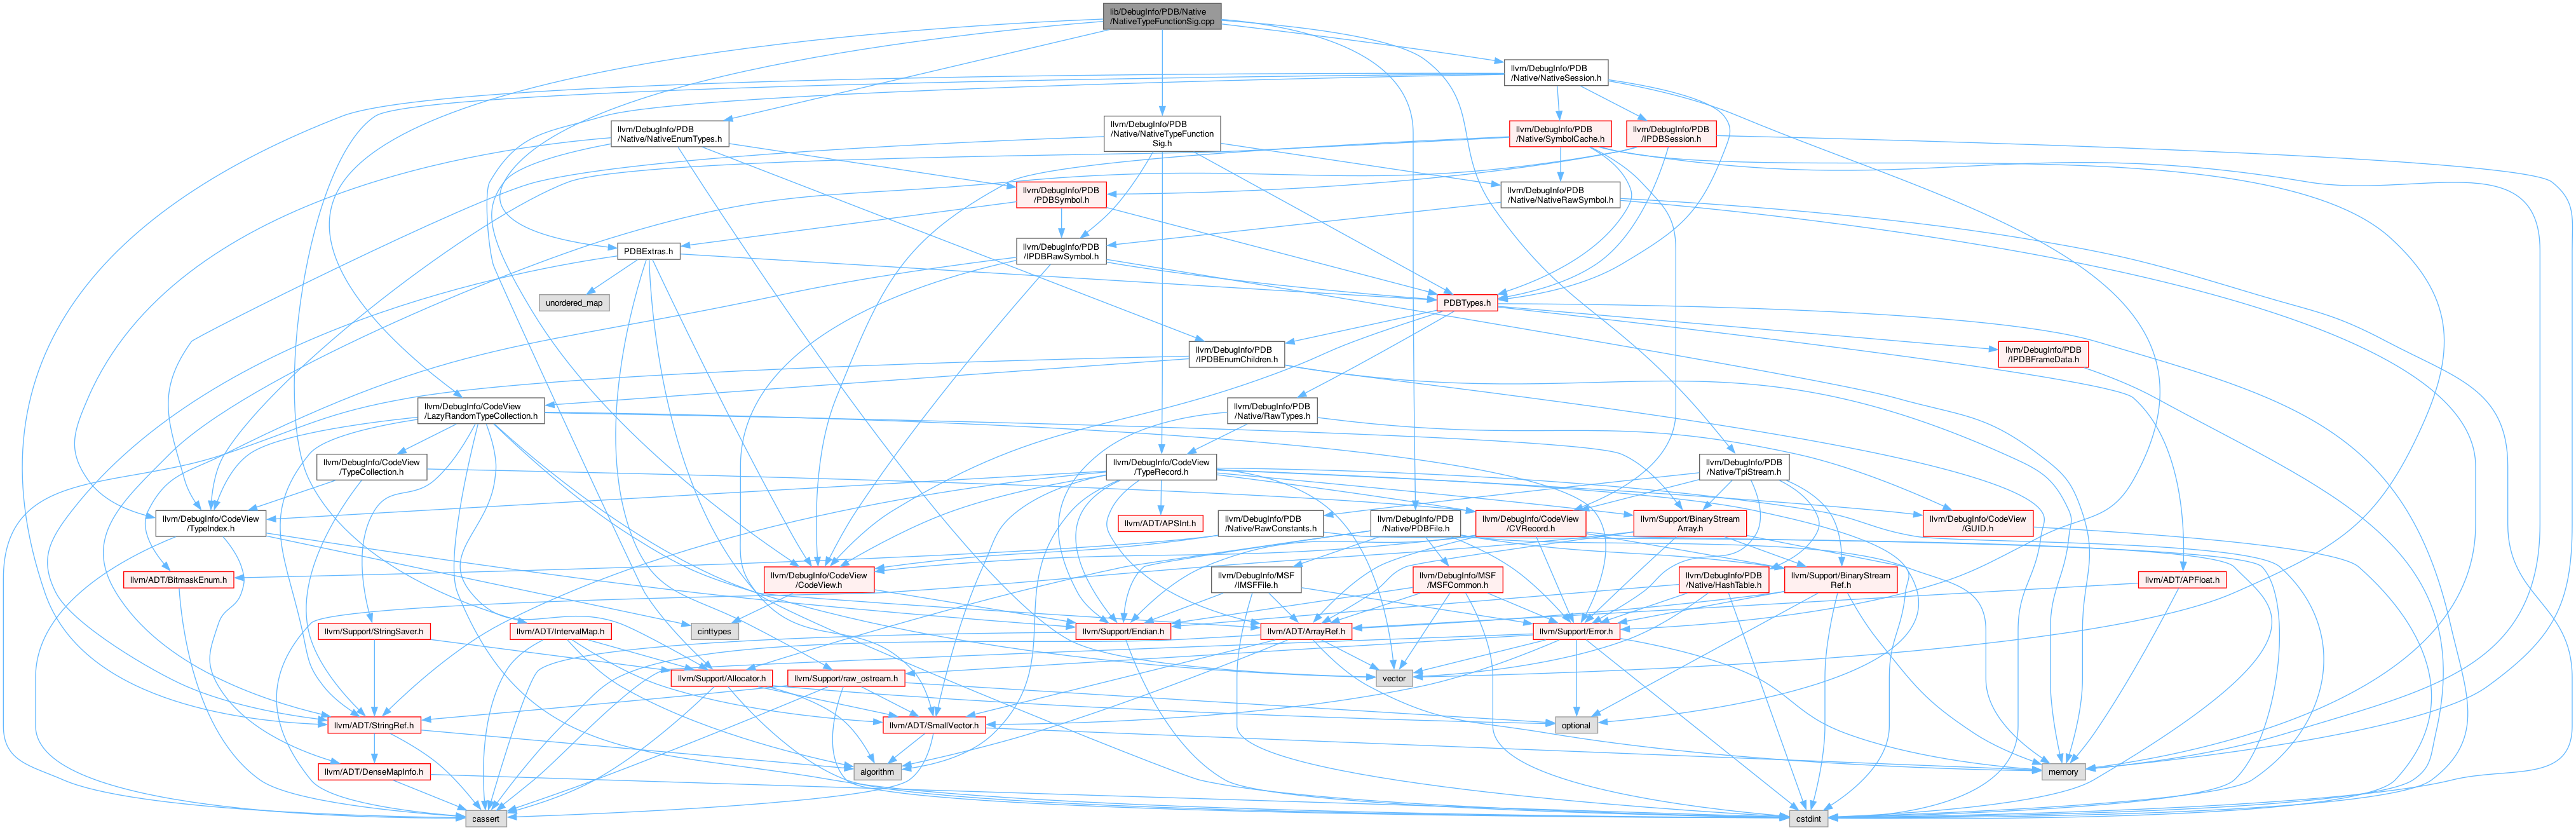 lib/DebugInfo/PDB/Native
/NativeTypeFunctionSig.cpp
llvm/DebugInfo/PDB
/Native/NativeSession.h
llvm/DebugInfo/PDB
/Native/NativeEnumTypes.h
llvm/DebugInfo/PDB
/Native/NativeTypeFunction
Sig.h
llvm/DebugInfo/PDB
/Native/SymbolCache.h
llvm/DebugInfo/PDB
/IPDBSession.h
llvm/DebugInfo/PDB
/PDBSymbol.h
llvm/DebugInfo/PDB
/Native/NativeRawSymbol.h
PDBExtras.h
llvm/DebugInfo/PDB
/IPDBRawSymbol.h
unordered_map
PDBTypes.h
llvm/DebugInfo/PDB
/IPDBEnumChildren.h
llvm/DebugInfo/PDB
/IPDBFrameData.h
llvm/DebugInfo/CodeView
/LazyRandomTypeCollection.h
llvm/DebugInfo/PDB
/Native/RawTypes.h
llvm/DebugInfo/CodeView
/TypeCollection.h
llvm/DebugInfo/CodeView
/TypeRecord.h
llvm/DebugInfo/PDB
/Native/TpiStream.h
llvm/DebugInfo/CodeView
/TypeIndex.h
llvm/ADT/APSInt.h
llvm/DebugInfo/PDB
/Native/RawConstants.h
llvm/DebugInfo/PDB
/Native/PDBFile.h
llvm/DebugInfo/CodeView
/CVRecord.h
llvm/Support/BinaryStream
Array.h
llvm/DebugInfo/CodeView
/GUID.h
llvm/ADT/BitmaskEnum.h
llvm/DebugInfo/CodeView
/CodeView.h
llvm/DebugInfo/MSF
/IMSFFile.h
llvm/DebugInfo/MSF
/MSFCommon.h
llvm/DebugInfo/PDB
/Native/HashTable.h
llvm/Support/BinaryStream
Ref.h
llvm/ADT/APFloat.h
llvm/Support/StringSaver.h
llvm/ADT/IntervalMap.h
cinttypes
llvm/Support/Endian.h
llvm/ADT/ArrayRef.h
llvm/Support/Error.h
llvm/Support/Allocator.h
llvm/Support/raw_ostream.h
vector
llvm/ADT/StringRef.h
llvm/ADT/SmallVector.h
optional
llvm/ADT/DenseMapInfo.h
algorithm
memory
cassert
cstdint